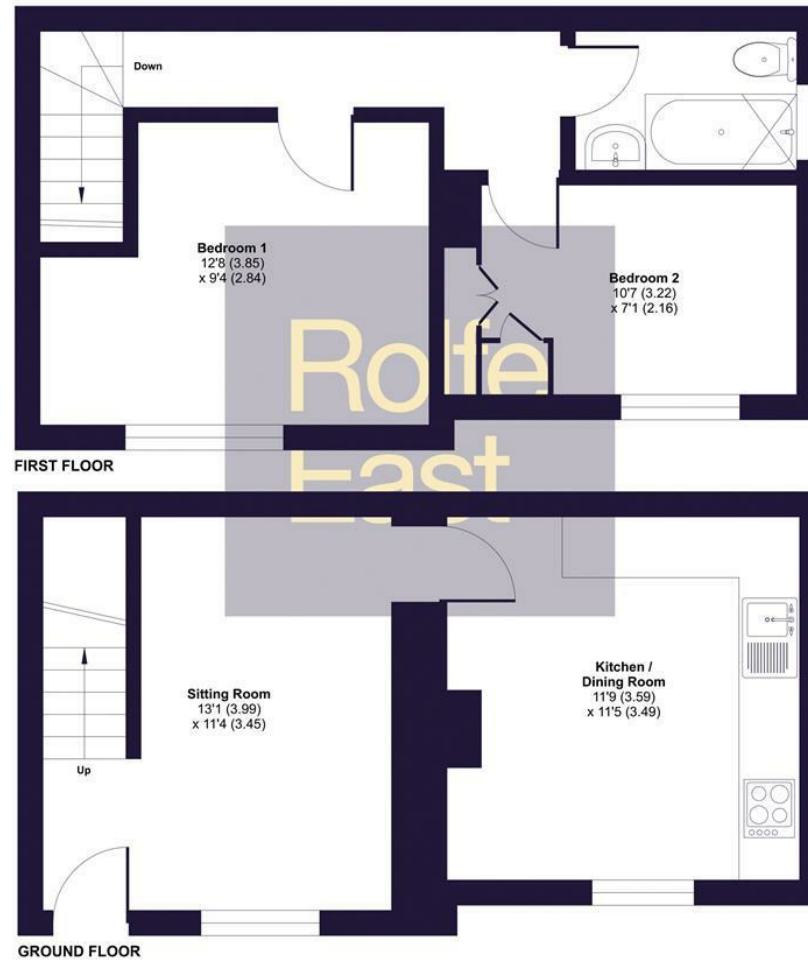 Down
Bedroom 1
12'8 (3.85)
x 9'4 (2.84)
Bedroom 2
10'7 (3.22)
x 7'1 (2.16)
Rolfe
East
FIRST FLOOR
Sitting Room
13'1 (3.99)
x 11'4 (3.45)
Up
Kitchen /
Dining Room
11'9 (3.59)
x 11'5 (3.49)
GROUND FLOOR